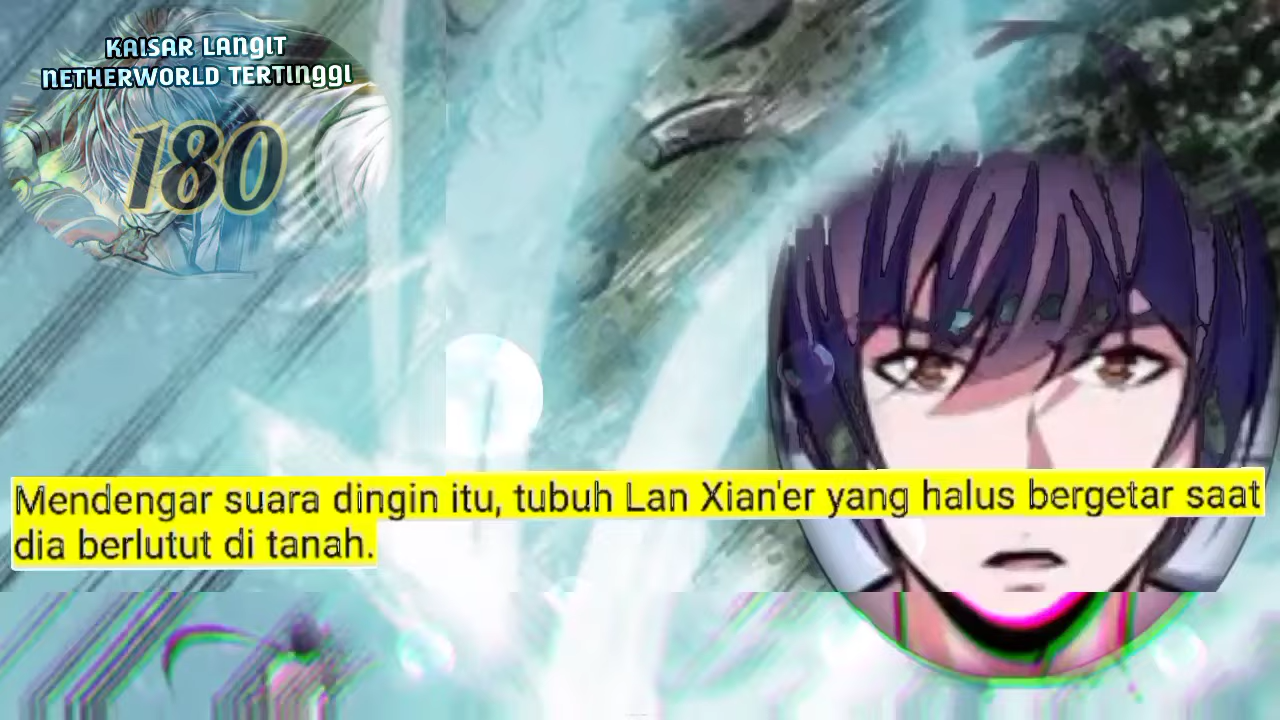 KAISAR LANGIT
NETHERWORLD TERTINGGI
180
Mendengar suara dingin itu, tubuh Lan Xian'er yang halus bergetar saat
dia berlutut di tanah.